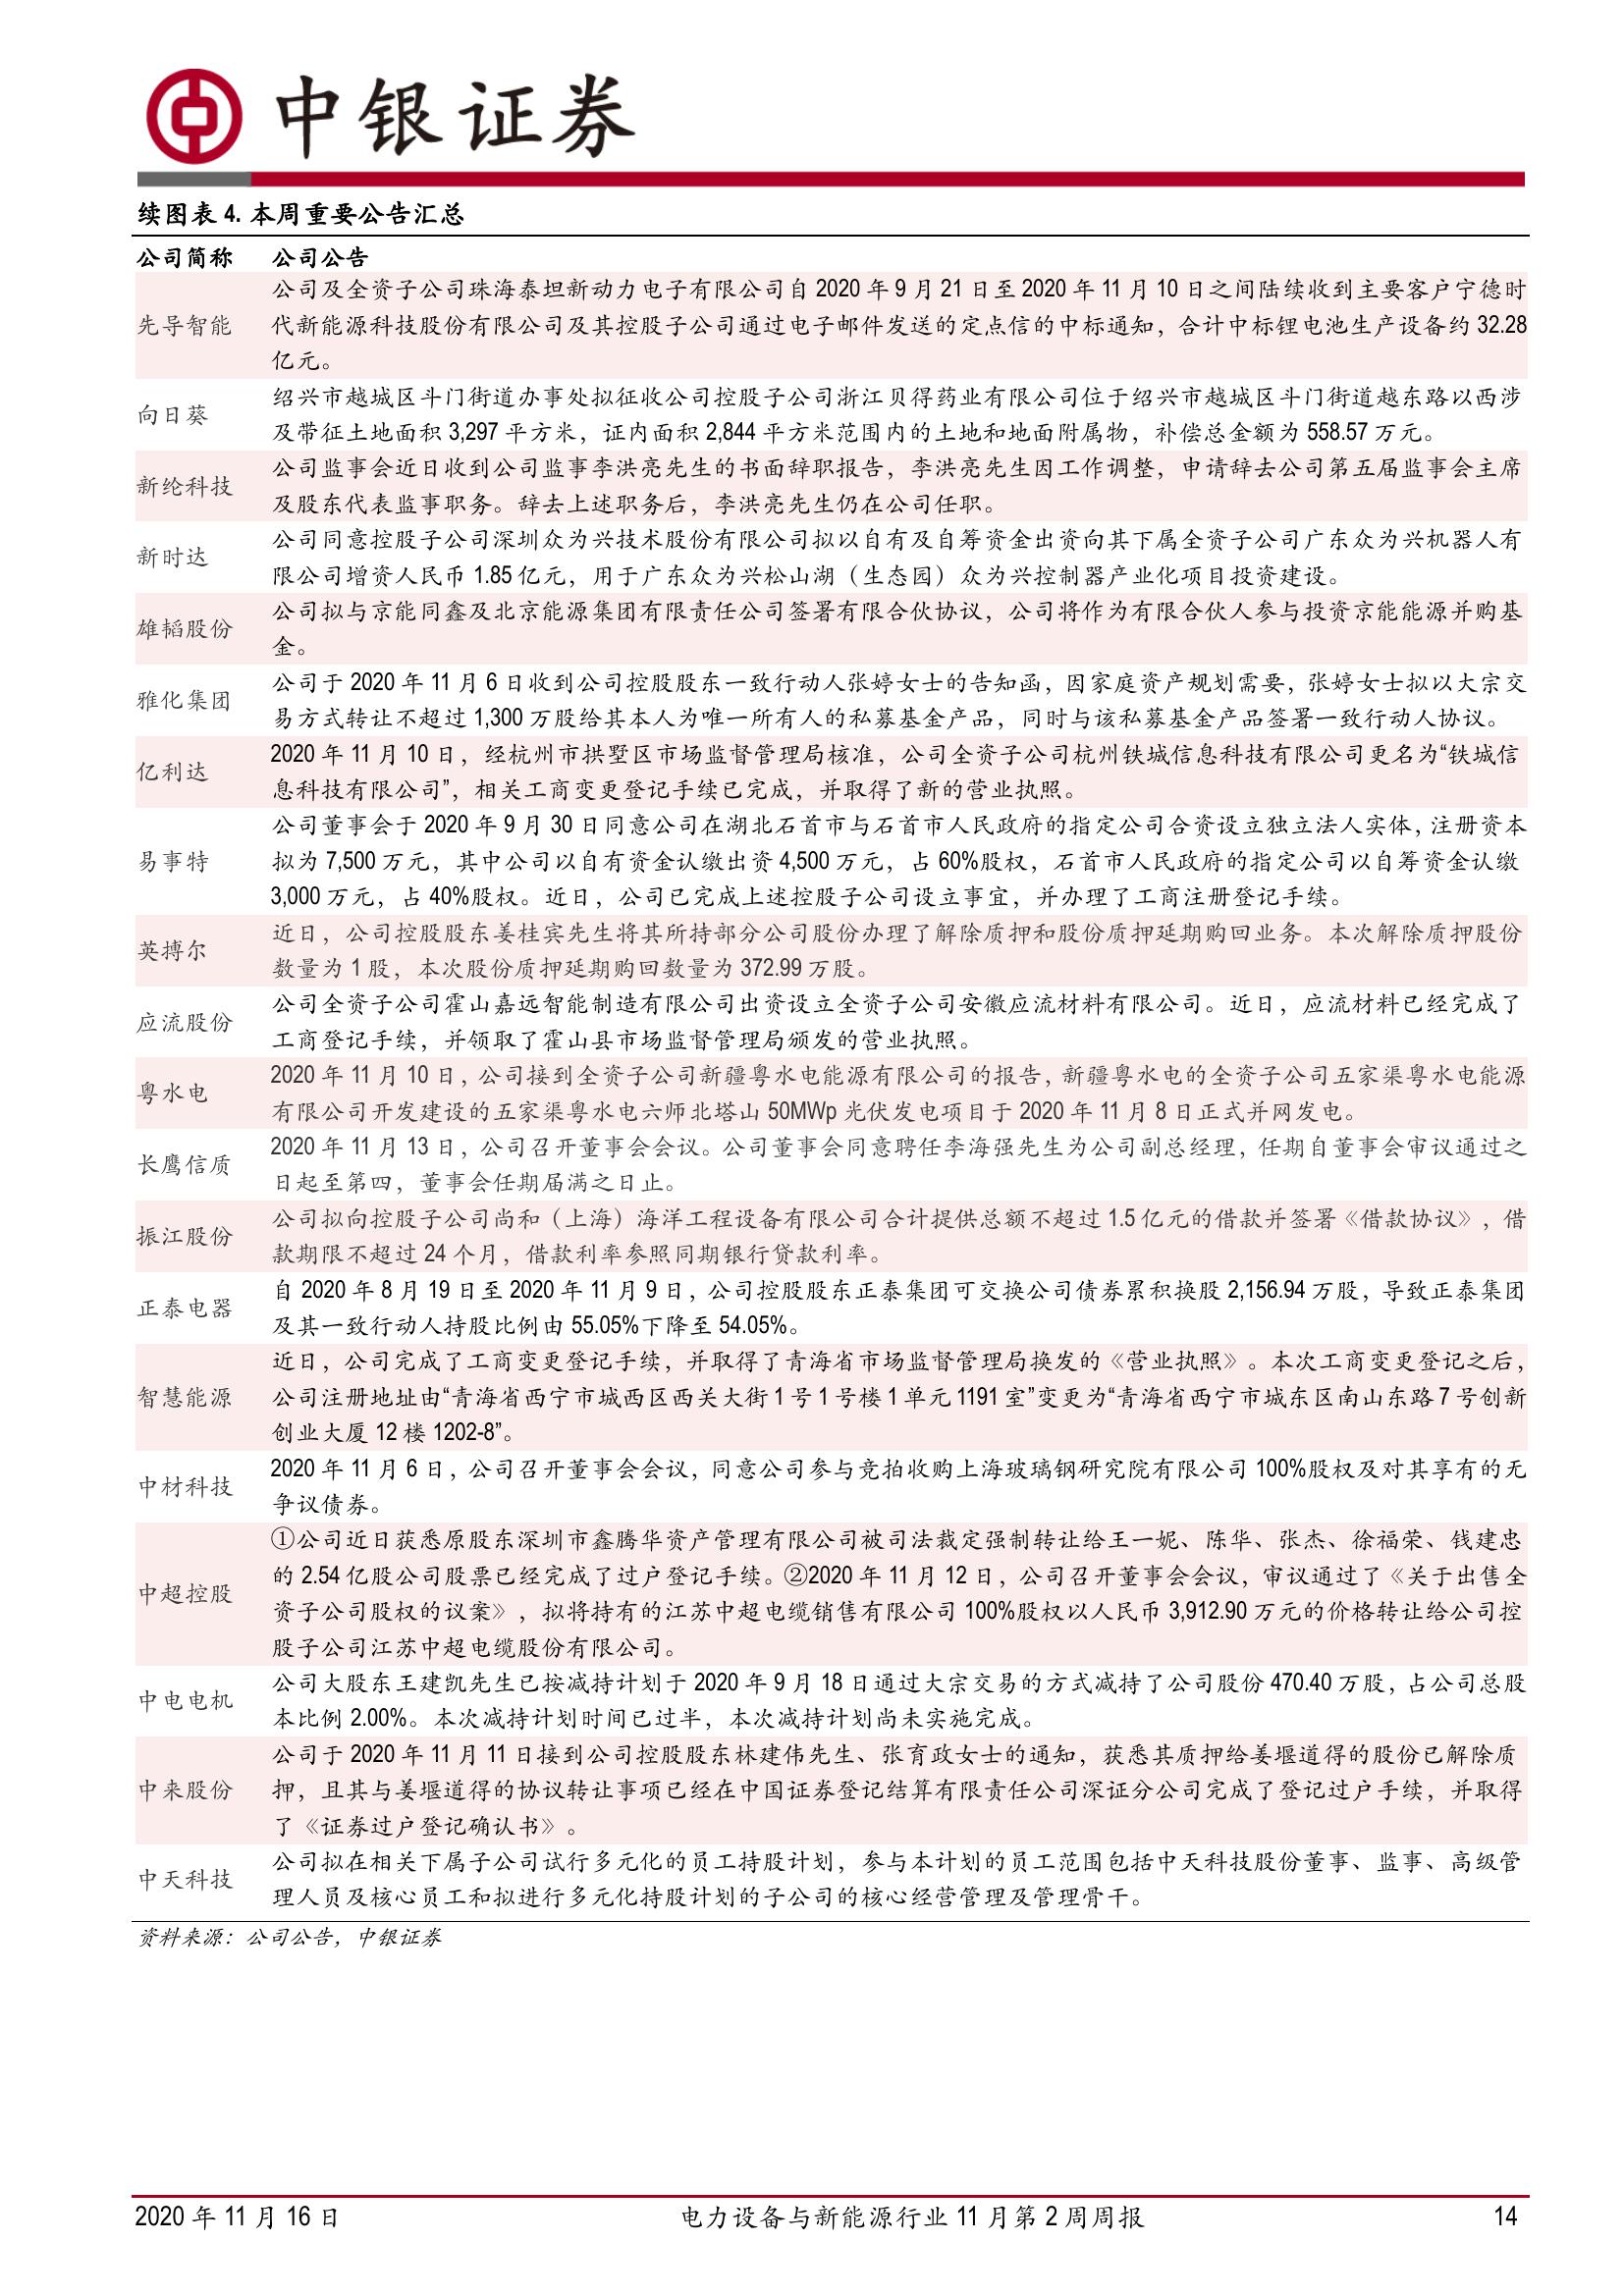 中银证券
续图表 4. 本周重要公告汇总
公司简称 公司公告
先导智能
公司及全资子公司珠海泰坦新动力电子有限公司自 2020 年 9 月 21 日至 2020 年 11 月 10 日之间陆续收到主要客户宁德时
代新能源科技股份有限公司及其控股子公司通过电子邮件发送的定点信的中标通知，合计中标锂电池生产设备约 32.28
亿元。
向日葵
绍兴市越城区斗门街道办事处拟征收公司控股子公司浙江贝得药业有限公司位于绍兴市越城区斗门街道越东路以西涉
及带征土地面积 3,297 平方米，证内面积 2,844 平方米范围内的土地和地面附属物，补偿总金额为 558.57 万元。
新纶科技
公司监事会近日收到公司监事李洪亮先生的书面辞职报告，李洪亮先生因工作调整，申请辞去公司第五届监事会主席
及股东代表监事职务。辞去上述职务后，李洪亮先生仍在公司任职。
新时达
公司同意控股子公司深圳众为兴技术股份有限公司拟以自有及自筹资金出资向其下属全资子公司广东众为兴机器人有
限公司增资人民币 1.85 亿元，用于广东众为兴松山湖（生态园）众为兴控制器产业化项目投资建设。
雄韬股份
公司拟与京能同鑫及北京能源集团有限责任公司签署有限合伙协议，公司将作为有限合伙人参与投资京能能源并购基
金。
雅化集团
公司于 2020 年 11 月 6 日收到公司控股股东一致行动人张婷女士的告知函，因家庭资产规划需要，张婷女士拟以大宗交
易方式转让不超过 1,300 万股给其本人为唯一所有人的私募基金产品，同时与该私募基金产品签署一致行动人协议。
亿利达
2020 年 11 月 10 日，经杭州市拱墅区市场监督管理局核准，公司全资子公司杭州铁城信息科技有限公司更名为“铁城信
息科技有限公司”，相关工商变更登记手续已完成，并取得了新的营业执照。
易事特
公司董事会于 2020 年 9 月 30 日同意公司在湖北石首市与石首市人民政府的指定公司合资设立独立法人实体，注册资本
拟为 7,500 万元，其中公司以自有资金认缴出资 4,500 万元，占 60%股权，石首市人民政府的指定公司以自筹资金认缴
3,000 万元，占 40%股权。近日，公司已完成上述控股子公司设立事宜，并办理了工商注册登记手续。
英搏尔
近日，公司控股股东姜桂宾先生将其所持部分公司股份办理了解除质押和股份质押延期购回业务。本次解除质押股份
数量为 1 股，本次股份质押延期购回数量为 372.99 万股。
应流股份
公司全资子公司霍山嘉远智能制造有限公司出资设立全资子公司安徽应流材料有限公司。近日，应流材料已经完成了
工商登记手续，并领取了霍山县市场监督管理局颁发的营业执照。
粤水电
2020 年 11 月 10 日，公司接到全资子公司新疆粤水电能源有限公司的报告，新疆粤水电的全资子公司五家渠粤水电能源
有限公司开发建设的五家渠粤水电六师北塔山 50MWp 光伏发电项目于 2020 年 11 月 8 日正式并网发电。
长鹰信质
2020 年 11 月 13 日，公司召开董事会会议。公司董事会同意聘任李海强先生为公司副总经理，任期自董事会审议通过之
日起至第四，董事会任期届满之日止。
振江股份
公司拟向控股子公司尚和（上海）海洋工程设备有限公司合计提供总额不超过 1.5 亿元的借款并签署《借款协议》，借
款期限不超过 24 个月，借款利率参照同期银行贷款利率。
正泰电器
自 2020 年 8 月 19 日至 2020 年 11 月 9 日，公司控股股东正泰集团可交换公司债券累积换股 2,156.94 万股，导致正泰集团
及其一致行动人持股比例由 55.05%下降至 54.05%。
智慧能源
近日，公司完成了工商变更登记手续，并取得了青海省市场监督管理局换发的《营业执照》。本次工商变更登记之后，
公司注册地址由“青海省西宁市城西区西关大街 1 号 1 号楼 1 单元 1191 室”变更为“青海省西宁市城东区南山东路 7 号创新
创业大厦 12 楼 1202-8”。
中材科技
2020 年 11 月 6 日，公司召开董事会会议，同意公司参与竞拍收购上海玻璃钢研究院有限公司 100%股权及对其享有的无
争议债券。
中超控股
①公司近日获悉原股东深圳市鑫腾华资产管理有限公司被司法裁定强制转让给王一妮、陈华、张杰、徐福荣、钱建忠
的 2.54 亿股公司股票已经完成了过户登记手续。②2020 年 11 月 12 日，公司召开董事会会议，审议通过了《关于出售全
资子公司股权的议案》，拟将持有的江苏中超电缆销售有限公司 100%股权以人民币 3,912.90 万元的价格转让给公司控
股子公司江苏中超电缆股份有限公司。
中电电机
公司大股东王建凯先生已按减持计划于 2020 年 9 月 18 日通过大宗交易的方式减持了公司股份 470.40 万股，占公司总股
本比例 2.00%。本次减持计划时间已过半，本次减持计划尚未实施完成。
中来股份
公司于 2020 年 11 月 11 日接到公司控股股东林建伟先生、张育政女士的通知，获悉其质押给姜堰道得的股份已解除质
押，且其与姜堰道得的协议转让事项已经在中国证券登记结算有限责任公司深证分公司完成了登记过户手续，并取得
了《证券过户登记确认书》。
中天科技
公司拟在相关下属子公司试行多元化的员工持股计划，参与本计划的员工范围包括中天科技股份董事、监事、高级管
理人员及核心员工和拟进行多元化持股计划的子公司的核心经营管理及管理骨干。
资料来源：公司公告，中银证券
2020 年 11 月 16 日 电力设备与新能源行业 11 月第 2 周周报 14